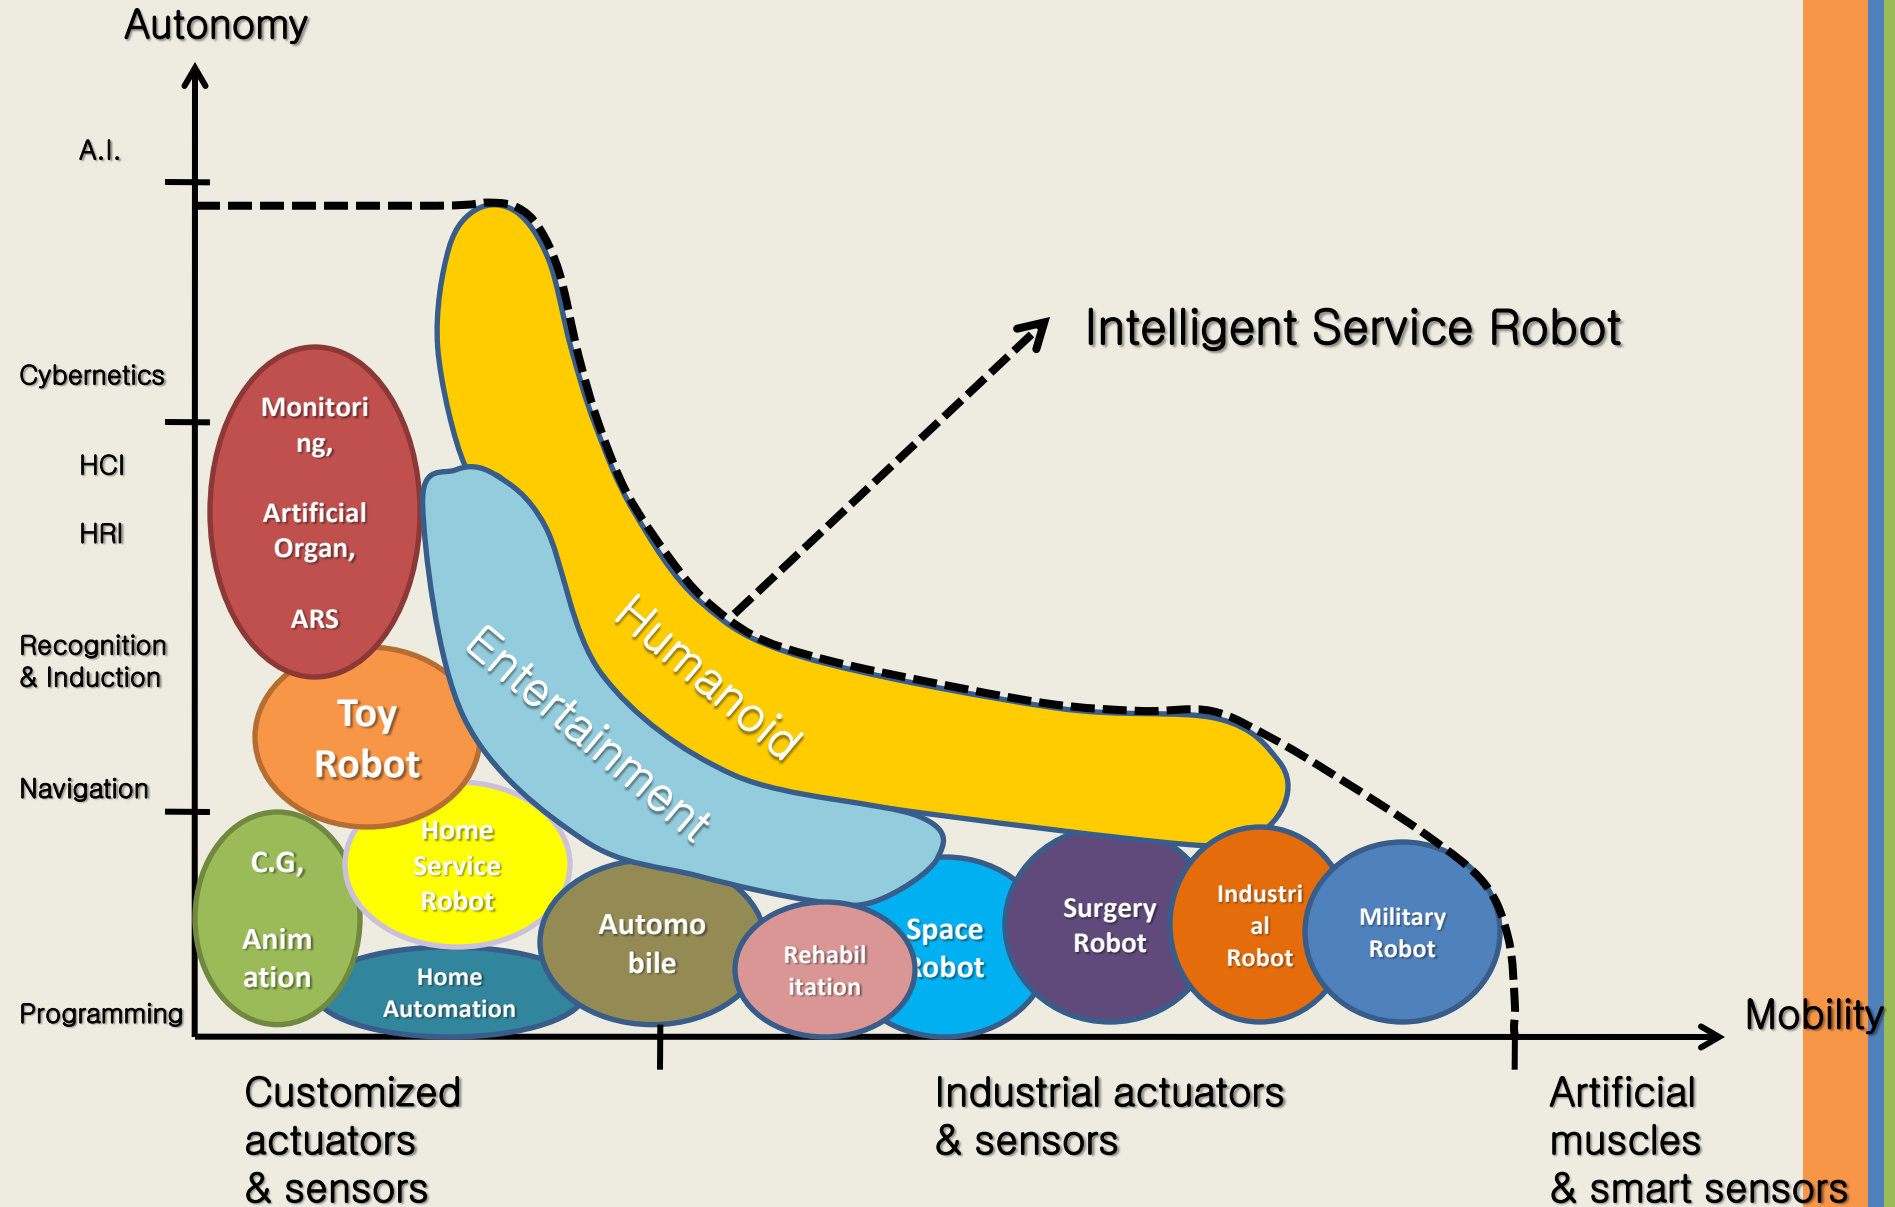 Autonomy
A.I.
Cybernetics
HCI
HRI
Recognition
& Induction
Navigation
Programming
Monitori
ng,
Artificial
Organ,
ARS
Toy
Robot
C.G,
Anim
ation
Home
Service
Robot
Home
Automation
Automo
bile
Entertainment
Humanoid
Intelligent Service Robot
Rehabil
itation
Space
Robot
Surgery
Robot
Industri
al
Robot
Military
Robot
Mobility
Customized
actuators
& sensors
Industrial actuators
& sensors
Artificial
muscles
& smart sensors